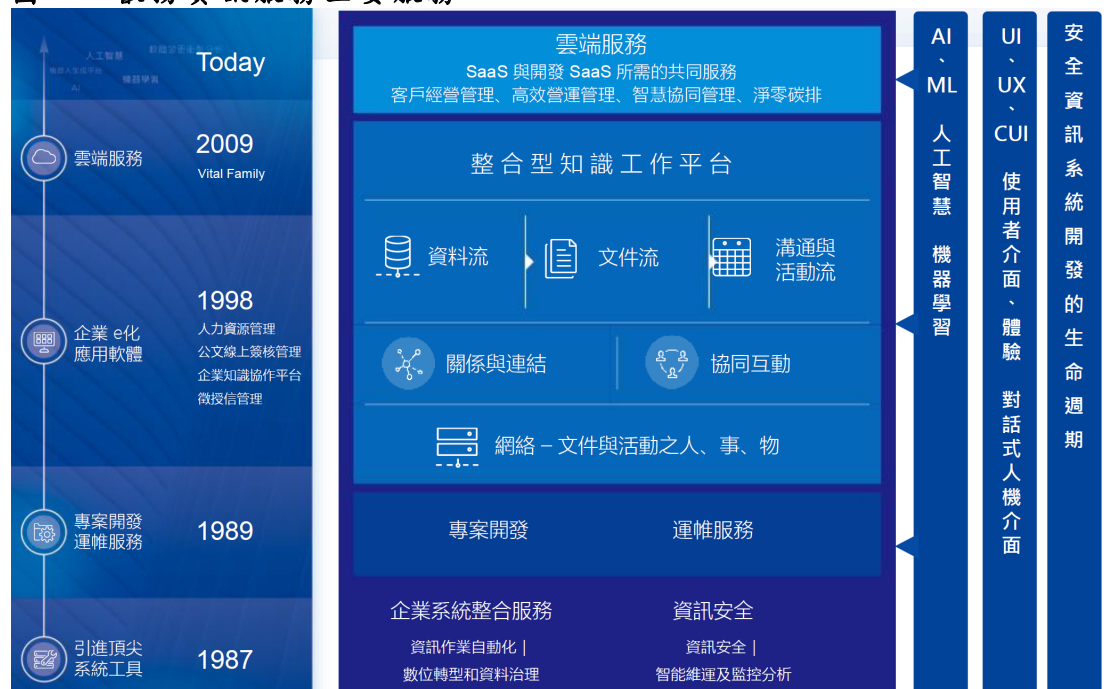 人工智慧
機器學習
AI
Today
雲端服務
2009
Vital Family
企業 e化
應用軟體
1998
人力資源管理
公文線上簽核管理
企業知識協作平台
徵授信管理
專案開發
運帷服務
1989
引進頂尖
系統工具
1987
雲端服務
SaaS 與開發 SaaS 所需的共同服務
客戶經營管理、高效營運管理、智慧協同管理、淨零碳排
整合型知識工作平台
資料流
文件流
溝通與
活動流
關係與連結
協同互動
網絡 – 文件與活動之人、事、物
專案開發
運帷服務
企業系統整合服務
資訊作業自動化 |
數位轉型和資料治理
資訊安全
資訊安全 |
智能維運及監控分析
AI、ML 人工智慧 機器學習
UI、UX、CUI 使用者介面、體驗 對話式人機介面
安全資訊系統開發的生命週期